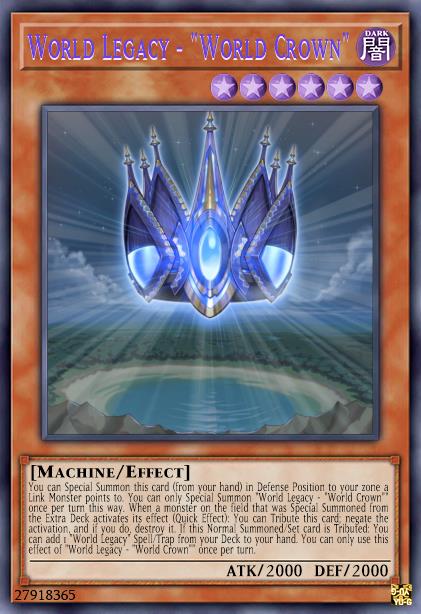 World Legacy - "World Crown"
DARK
闇
[Machine/Effect]
You can Special Summon this card (from your hand) in Defense Position to your zone a
Link Monster points to. You can only Special Summon "World Legacy - "World Crown""
once per turn this way. When a monster on the field that was Special Summoned from
the Extra Deck activates its effect (Quick Effect): You can Tribute this card; negate the
activation, and if you do, destroy it. If this Normal Summoned/Set card is Tributed: You
can add 1 "World Legacy" Spell/Trap from your Deck to your hand. You can only use this
effect of "World Legacy - "World Crown"" once per turn.
ATK/2000 DEF/2000
27918365